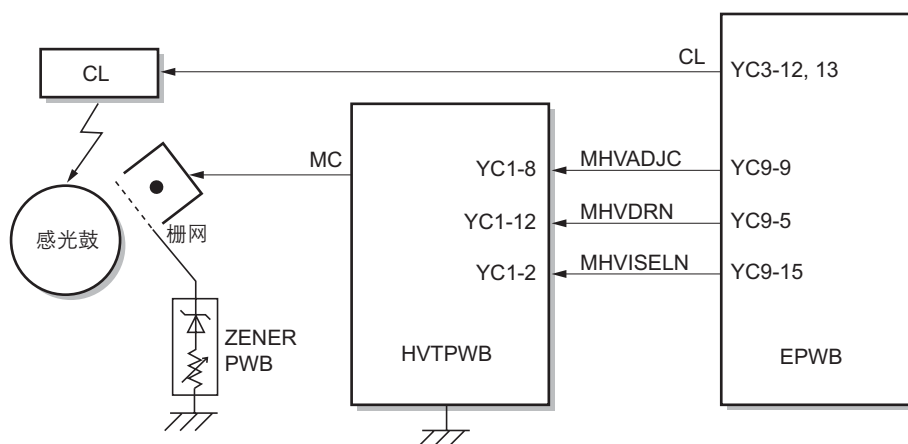 CL
CL
YC3-12, 13
MC
YC1-8
MHVADJC
YC9-9
感光鼓
栅网
YC1-12
MHVDRN
YC9-5
YC1-2
MHVISELN
YC9-15
ZENER
PWB
HVTPWB
EPWB